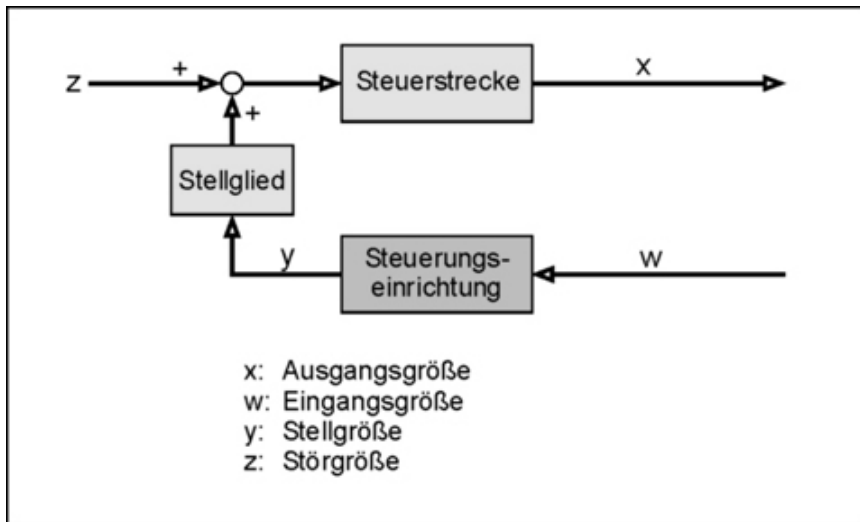 z
+
Steuerstrecke
x
+
Stellglied
y
Steuerungs-
einrichtung
w
x: Ausgangsgröße
w: Eingangsgröße
y: Stellgröße
z: Störgröße